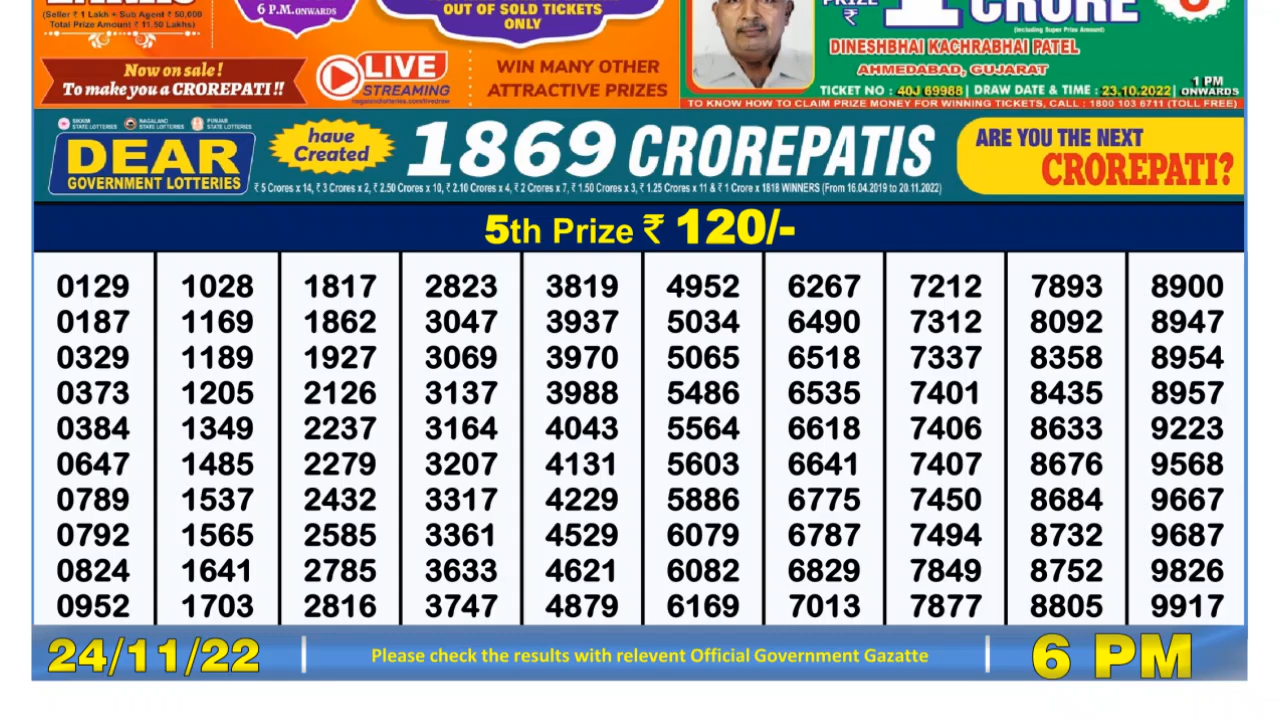 (Seller ₹ 1 Lakh + Sub Agent ₹ 50,000
Total Prize Amount ₹ 11.50 Lakhs)
6 P.M. ONWARDS
OUT OF SOLD TICKETS
ONLY
Now on sale !
To make you a CROREPATI !!
LIVE
STREAMING
WIN MANY OTHER
ATTRACTIVE PRIZES
PRIZE ₹ 1 CRORE
(Including Super Prize Amount)
DINESHBHAI KACHRABHAI PATEL
AHMEDABAD, GUJARAT
TICKET NO : 40J 69988 | DRAW DATE & TIME : 23.10.2022 | 1 PM ONWARDS
TO KNOW HOW TO CLAIM PRIZE MONEY FOR WINNING TICKETS, CALL : 1800 103 6711 (TOLL FREE)
SIKKIM STATE LOTTERIES NAGALAND STATE LOTTERIES PUNJAB STATE LOTTERIES
DEAR
GOVERNMENT LOTTERIES
have
Created
1869 CROREPATIS
₹ 5 Crores x 14, ₹ 3 Crores x 2, ₹ 2.50 Crores x 10, ₹ 2.10 Crores x 4, ₹ 2 Crores x 7, ₹ 1.50 Crores x 3, ₹ 1.25 Crores x 11 & ₹ 1 Crore x 1818 WINNERS (From 16.04.2019 to 20.11.2022)
ARE YOU THE NEXT
CROREPATI?
5th Prize ₹ 120/-
0129 1028 1817 2823 3819 4952 6267 7212 7893 8900
0187 1169 1862 3047 3937 5034 6490 7312 8092 8947
0329 1189 1927 3069 3970 5065 6518 7337 8358 8954
0373 1205 2126 3137 3988 5486 6535 7401 8435 8957
0384 1349 2237 3164 4043 5564 6618 7406 8633 9223
0647 1485 2279 3207 4131 5603 6641 7407 8676 9568
0789 1537 2432 3317 4229 5886 6775 7450 8684 9667
0792 1565 2585 3361 4529 6079 6787 7494 8732 9687
0824 1641 2785 3633 4621 6082 6829 7849 8752 9826
0952 1703 2816 3747 4879 6169 7013 7877 8805 9917
24/11/22 | Please check the results with relevent Official Government Gazatte | 6 PM